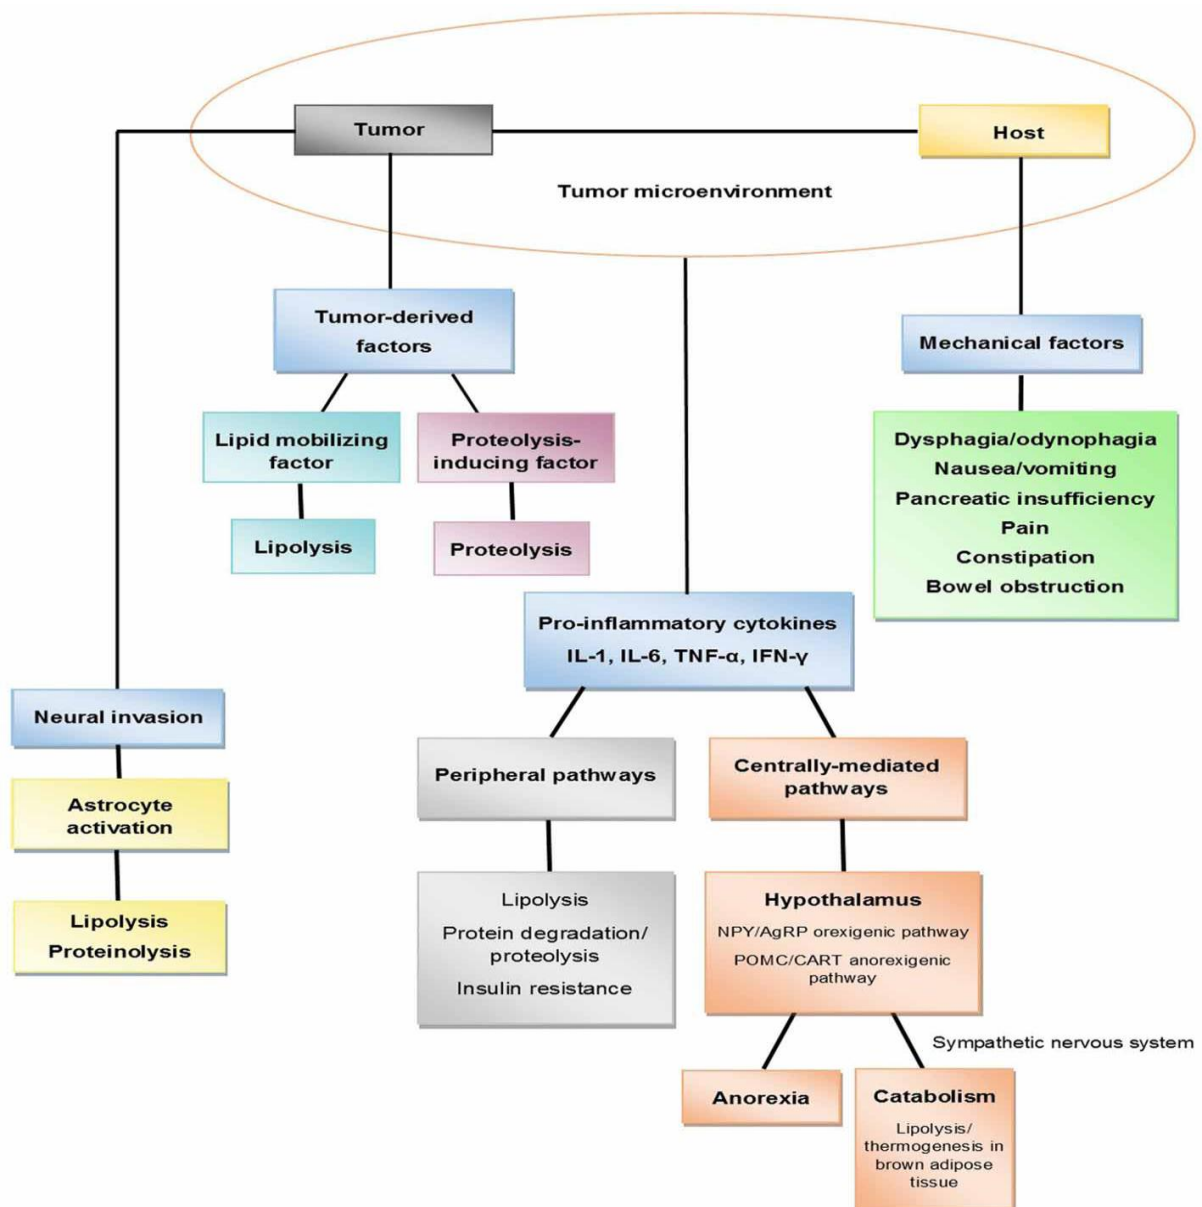 Tumor
Host
Tumor microenvironment
Tumor-derived
factors
Mechanical factors
Lipid mobilizing
factor
Proteolysis-
inducing factor
Dysphagia/odynophagia
Nausea/vomiting
Pancreatic insufficiency
Pain
Constipation
Bowel obstruction
Lipolysis
Proteolysis
Pro-inflammatory cytokines
IL-1, IL-6, TNF-α, IFN-γ
Neural invasion
Astrocyte
activation
Lipolysis
Proteinolysis
Peripheral pathways
Centrally-mediated
pathways
Lipolysis
Protein degradation/
proteolysis
Insulin resistance
Hypothalamus
NPY/AgRP orexigenic pathway
POMC/CART anorexigenic
pathway
Sympathetic nervous system
Anorexia
Catabolism
Lipolysis/
thermogenesis in
brown adipose
tissue